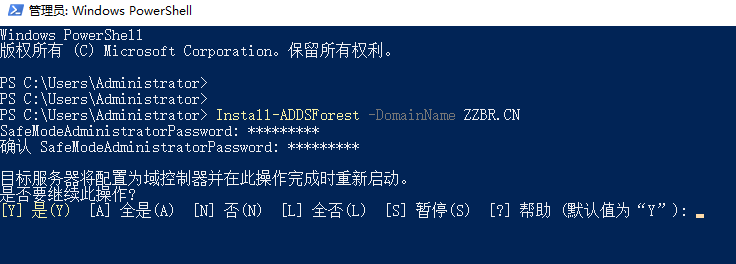 管理员: Windows PowerShell
Windows PowerShell
版权所有 (C) Microsoft Corporation。保留所有权利。
PS C:\Users\Administrator>
PS C:\Users\Administrator>
PS C:\Users\Administrator> Install-ADDSForest -DomainName ZZBR.CN
SafeModeAdministratorPassword: *********
确认 SafeModeAdministratorPassword: *********
目标服务器将配置为域控制器并在此操作完成时重新启动。
是否要继续此操作?
[Y] 是(Y)  [A] 全是(A)  [N] 否(N)  [L] 全否(L)  [S] 暂停(S)  [?] 帮助 (默认值为“Y”):